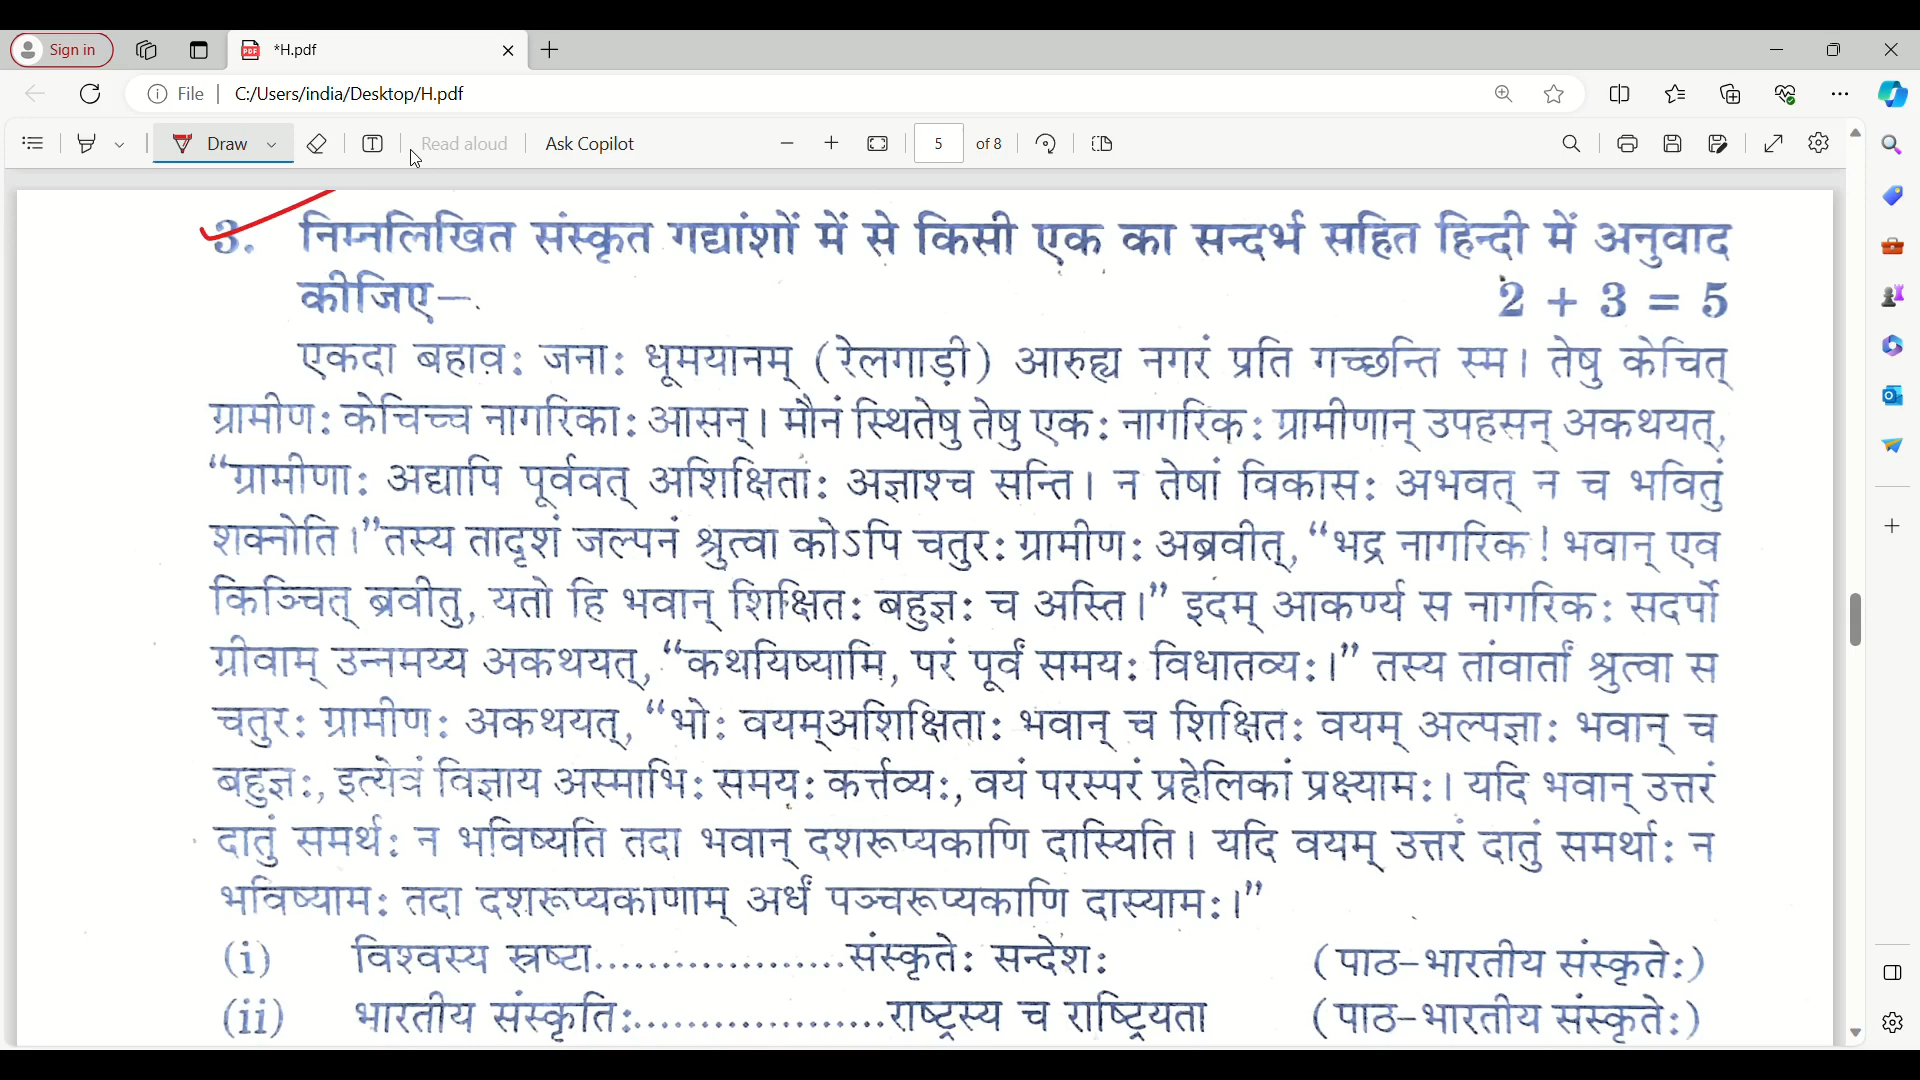 Sign in
*H.pdf
File
C:/Users/india/Desktop/H.pdf
Draw
Read aloud
Ask Copilot
5 of 8
3. निम्नलिखित संस्कृत गद्यांशों में से किसी एक का सन्दर्भ सहित हिन्दी में अनुवाद
कीजिए–
2 + 3 = 5
एकदा बहाव: जना: धूमयानम् (रेलगाड़ी) आरुह्य नगरं प्रति गच्छन्ति स्म। तेषु केचित्
ग्रामीण: केचिच्च नागरिका: आसन्। मौनं स्थितेषु तेषु एक: नागरिक: ग्रामीणान् उपहसन् अकथयत्,
“ग्रामीणा: अद्यापि पूर्ववत् अशिक्षिता: अज्ञाश्च सन्ति। न तेषां विकास: अभवत् न च भवितुं
शक्नोति।”तस्य तादृशं जल्पनं श्रुत्वा कोऽपि चतुर: ग्रामीण: अब्रवीत्, “भद्र नागरिक! भवान् एव
किञ्चित् ब्रवीतु, यतो हि भवान् शिक्षित: बहुज्ञ: च अस्ति।” इदम् आकर्ण्य स नागरिक: सदर्पो
ग्रीवाम् उन्नमय्य अकथयत्, “कथयिष्यामि, परं पूर्वं समय: विधातव्य:।” तस्य तांवार्तां श्रुत्वा स
चतुर: ग्रामीण: अकथयत्, “भो: वयम्अशिक्षिता: भवान् च शिक्षित: वयम् अल्पज्ञा: भवान् च
बहुज्ञ:, इत्येवं विज्ञाय अस्माभि: समय: कर्त्तव्य:, वयं परस्परं प्रहेलिकां प्रक्ष्याम:। यदि भवान् उत्तरं
दातुं समर्थ: न भविष्यति तदा भवान् दशरूप्यकाणि दास्यिति। यदि वयम् उत्तरं दातुं समर्था: न
भविष्याम: तदा दशरूप्यकाणाम् अर्धं पञ्चरूप्यकाणि दास्याम:।”
(i) विश्वस्य स्रष्टा.....................संस्कृते: सन्देश: (पाठ-भारतीय संस्कृते:)
(ii) भारतीय संस्कृति:.....................राष्ट्रस्य च राष्ट्रियता (पाठ-भारतीय संस्कृते:)